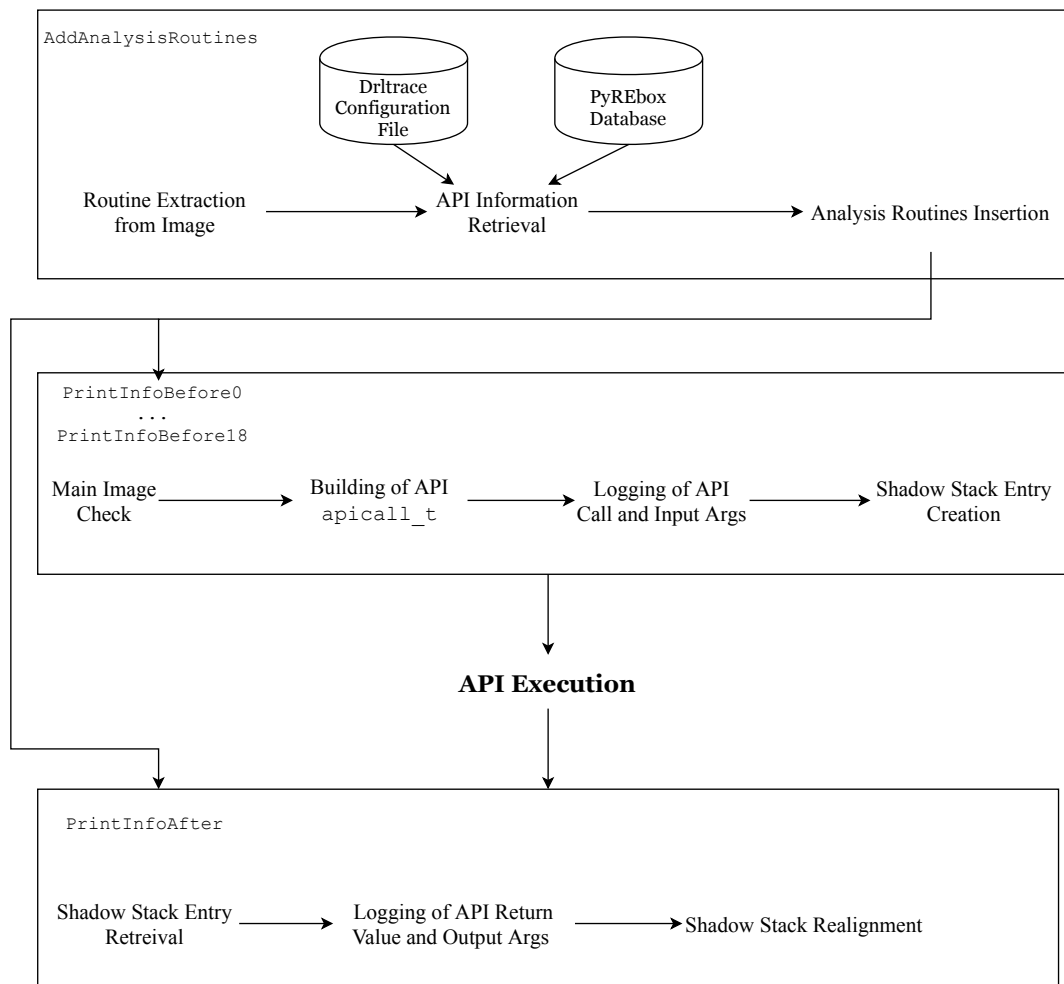 AddAnalysisRoutines
Drltrace
Configuration
File
PyREbox
Database
Routine Extraction
from Image
API Information
Retrieval
Analysis Routines Insertion
PrintInfoBefore0
...
PrintInfoBefore18
Main Image
Check
Building of API
apicall_t
Logging of API
Call and Input Args
Shadow Stack Entry
Creation
API Execution
PrintInfoAfter
Shadow Stack Entry
Retreival
Logging of API Return
Value and Output Args
Shadow Stack Realignment